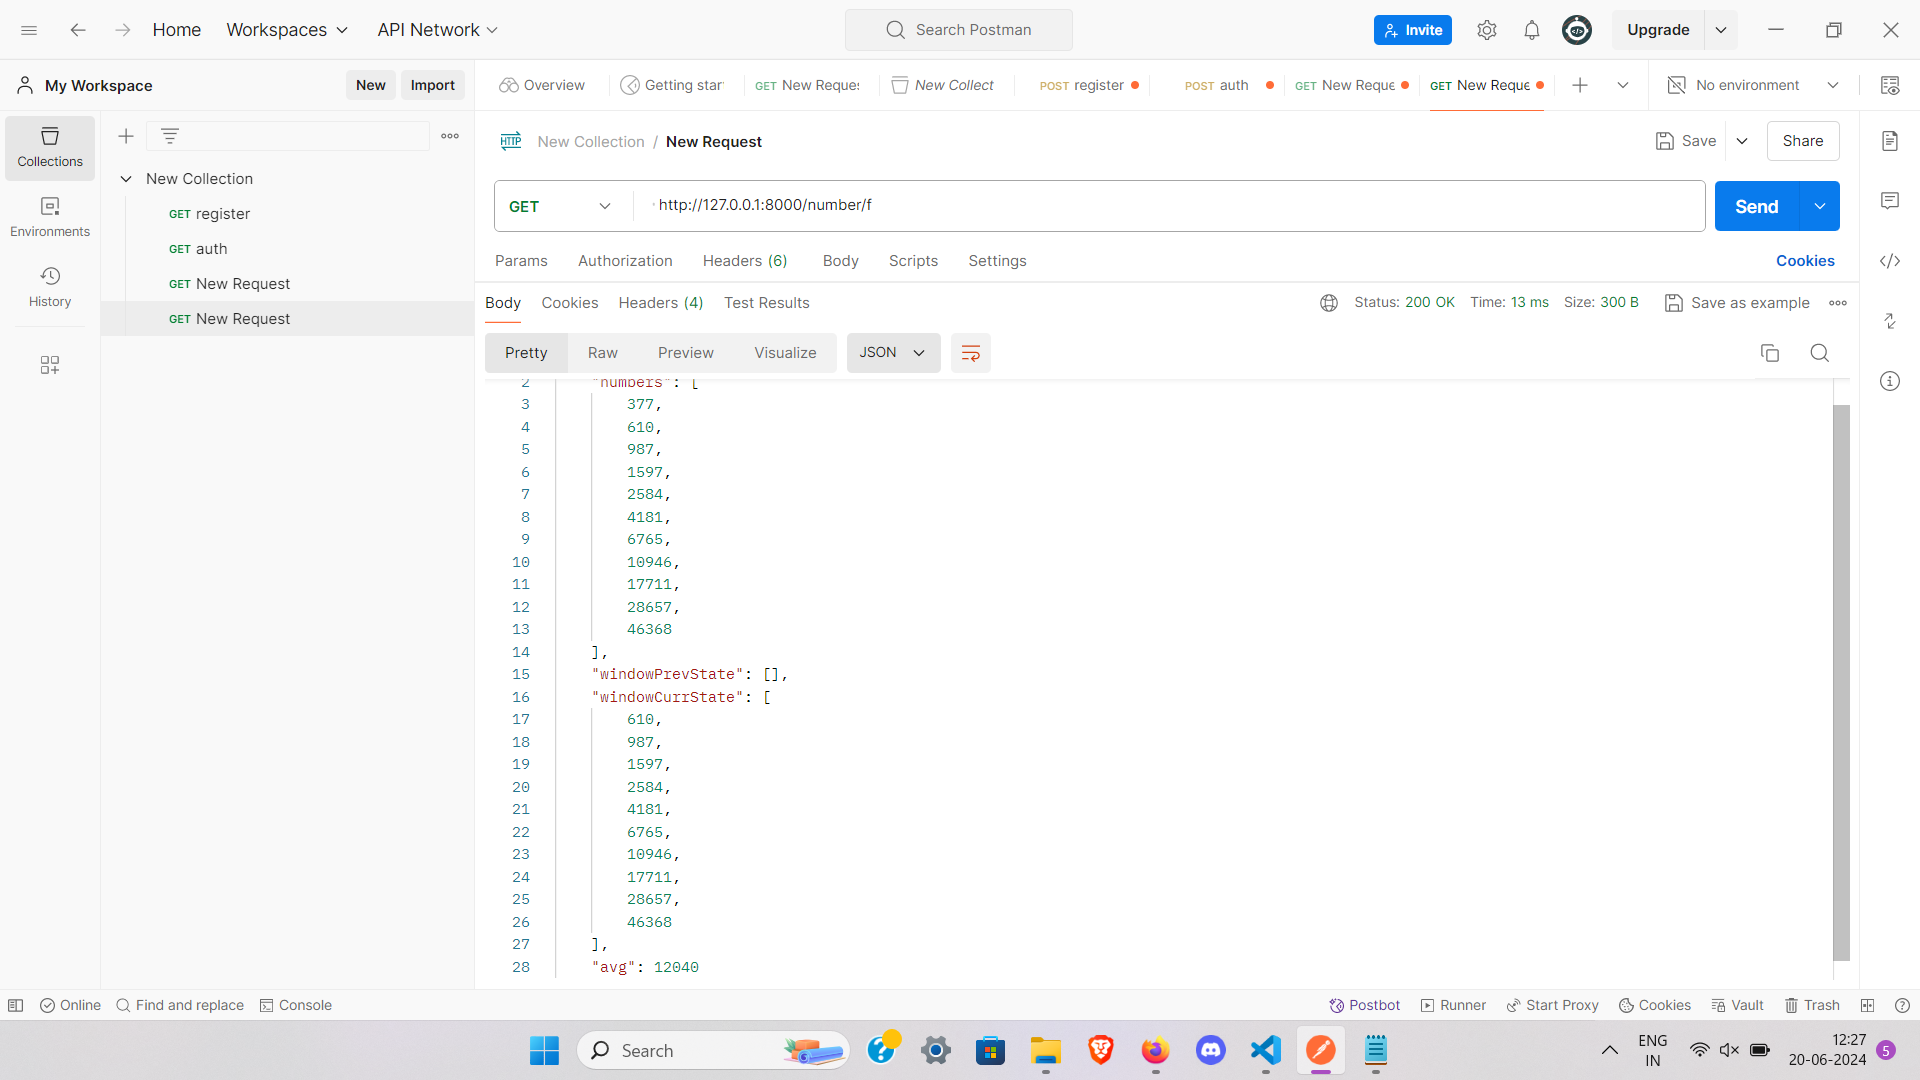 Home Workspaces API Network Search Postman Invite Upgrade
My Workspace New Import Overview Getting star GET New Reques New Collect POST register POST auth GET New Reque GET New Reque No environment
Collections
Environments
History
New Collection
GET register
GET auth
GET New Request
GET New Request
HTTP New Collection / New Request Save Share
GET http://127.0.0.1:8000/number/f Send
Params Authorization Headers (6) Body Scripts Settings Cookies
Body Cookies Headers (4) Test Results Status: 200 OK Time: 13 ms Size: 300 B Save as example
Pretty Raw Preview Visualize JSON
2 "numbers": [
3 377,
4 610,
5 987,
6 1597,
7 2584,
8 4181,
9 6765,
10 10946,
11 17711,
12 28657,
13 46368
14 ],
15 "windowPrevState": [],
16 "windowCurrState": [
17 610,
18 987,
19 1597,
20 2584,
21 4181,
22 6765,
23 10946,
24 17711,
25 28657,
26 46368
27 ],
28 "avg": 12040
Online Find and replace Console Postbot Runner Start Proxy Cookies Vault Trash
Search ENG 12:27
IN 20-06-2024 5